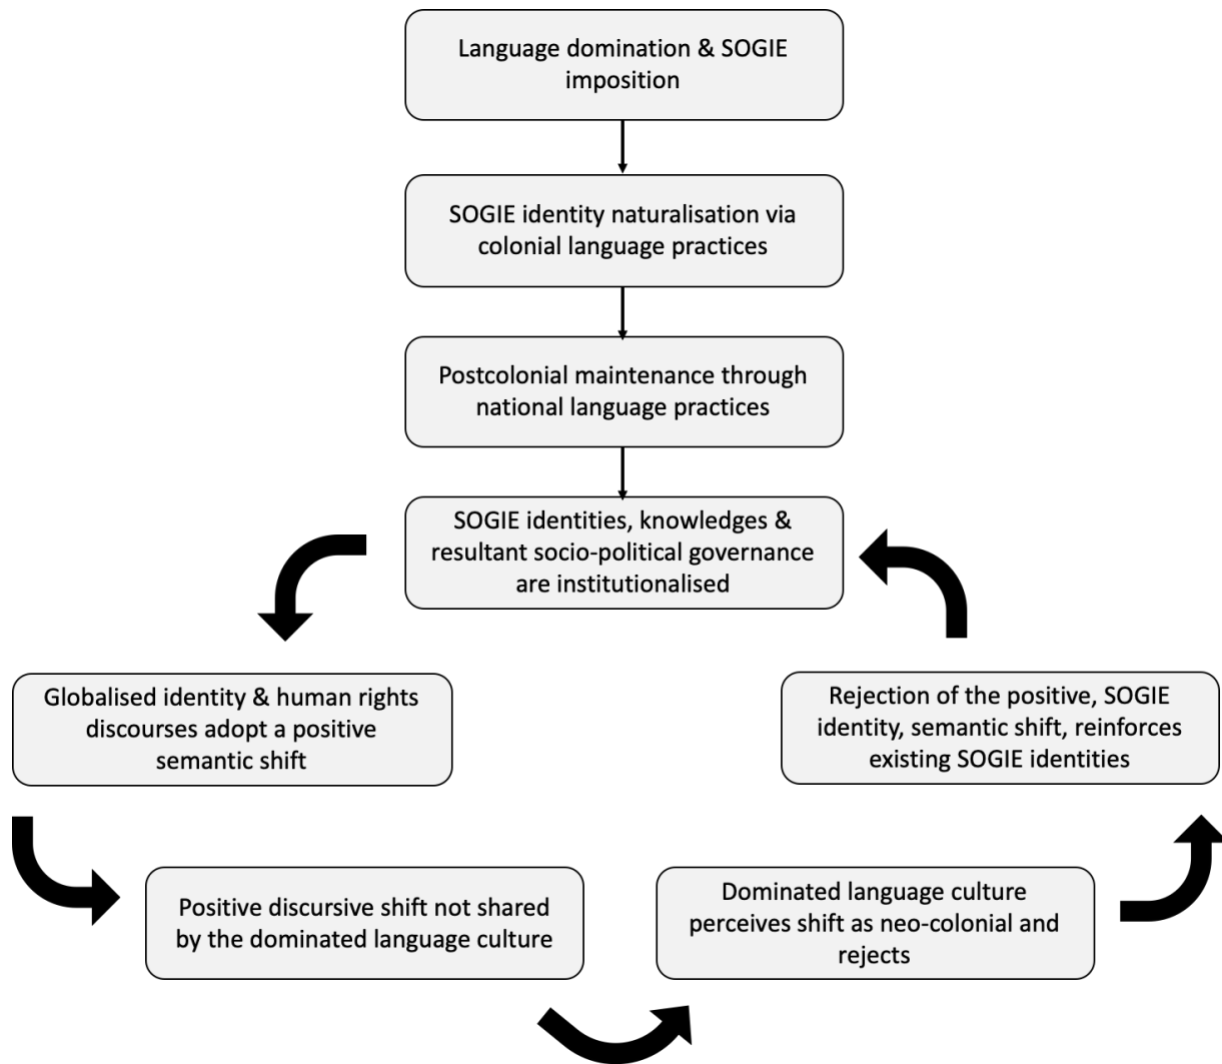 Language domination & SOGIE
imposition
SOGIE identity naturalisation via
colonial language practices
Postcolonial maintenance through
national language practices
SOGIE identities, knowledges &
resultant socio-political governance
are institutionalised
Globalised identity & human rights
discourses adopt a positive
semantic shift
Positive discursive shift not shared
by the dominated language culture
Dominated language culture
perceives shift as neo-colonial and
rejects
Rejection of the positive, SOGIE
identity, semantic shift, reinforces
existing SOGIE identities